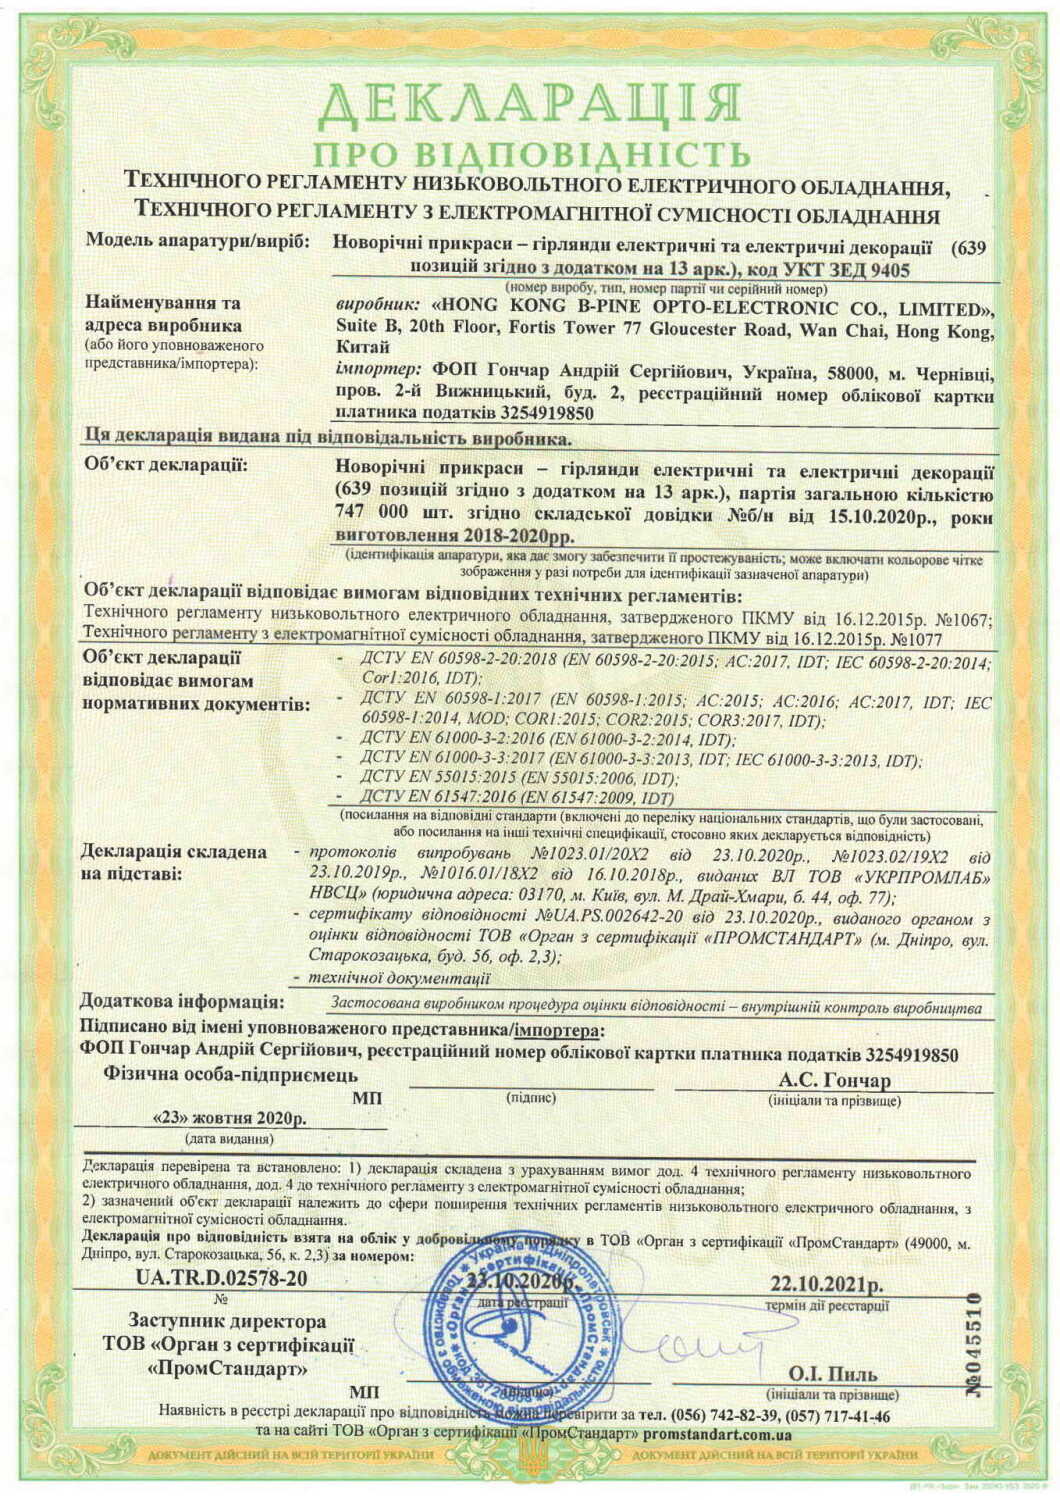 ДЕКЛАРАЦІЯ
ПРО ВІДПОВІДНІСТЬ
ТЕХНІЧНОГО РЕГЛАМЕНТУ НИЗЬКОВОЛЬТНОГО ЕЛЕКТРИЧНОГО ОБЛАДНАННЯ,
ТЕХНІЧНОГО РЕГЛАМЕНТУ З ЕЛЕКТРОМАГНІТНОЇ СУМІСНОСТІ ОБЛАДНАННЯ
Модель апаратури/виріб: Новорічні прикраси – гірлянди електричні та електричні декорації (639
позицій згідно з додатком на 13 арк.), код УКТ ЗЕД 9405
(номер виробу, тип, номер партії чи серійний номер)
Найменування та
адреса виробника
(або його уповноваженого
представника/імпортера):
виробник: «HONG KONG B-PINE OPTO-ELECTRONIC CO., LIMITED»,
Suite B, 20th Floor, Fortis Tower 77 Gloucester Road, Wan Chai, Hong Kong,
Китай
імпортер: ФОП Гончар Андрій Сергійович, Україна, 58000, м. Чернівці,
пров. 2-й Вижницький, буд. 2, реєстраційний номер облікової картки
платника податків 3254919850
Ця декларація видана під відповідальність виробника.
Об’єкт декларації: Новорічні прикраси – гірлянди електричні та електричні декорації
(639 позицій згідно з додатком на 13 арк.), партія загальною кількістю
747 000 шт. згідно складської довідки №б/н від 15.10.2020р., роки
виготовлення 2018-2020рр.
(ідентифікація апаратури, яка дає змогу забезпечити її простежуваність; може включати кольорове чітке
зображення у разі потреби для ідентифікації зазначеної апаратури)
Об’єкт декларації відповідає вимогам відповідних технічних регламентів:
Технічного регламенту низьковольтного електричного обладнання, затвердженого ПКМУ від 16.12.2015р. №1067;
Технічного регламенту з електромагнітної сумісності обладнання, затвердженого ПКМУ від 16.12.2015р. №1077
Об’єкт декларації
відповідає вимогам
нормативних документів:
- ДСТУ EN 60598-2-20:2018 (EN 60598-2-20:2015; AC:2017, IDT; IEC 60598-2-20:2014;
Cor1:2016, IDT);
- ДСТУ EN 60598-1:2017 (EN 60598-1:2015; AC:2015; AC:2016; AC:2017, IDT; IEC
60598-1:2014, MOD; COR1:2015; COR2:2015; COR3:2017, IDT);
- ДСТУ EN 61000-3-2:2016 (EN 61000-3-2:2014, IDT);
- ДСТУ EN 61000-3-3:2017 (EN 61000-3-3:2013, IDT; IEC 61000-3-3:2013, IDT);
- ДСТУ EN 55015:2015 (EN 55015:2006, IDT);
- ДСТУ EN 61547:2016 (EN 61547:2009, IDT)
(посилання на відповідні стандарти (включені до переліку національних стандартів, що були застосовані,
або посилання на інші технічні специфікації, стосовно яких декларується відповідність)
Декларація складена
на підставі:
- протоколів випробувань №1023.01/20X2 від 23.10.2020р., №1023.02/19X2 від
23.10.2019р., №1016.01/18X2 від 16.10.2018р., виданих ВЛ ТОВ «УКРПРОМЛАБ»
НВСЦ» (юридична адреса: 03170, м. Київ, вул. М. Драй-Хмари, б. 44, оф. 77);
- сертифікату відповідності №UA.PS.002642-20 від 23.10.2020р., виданого органом з
оцінки відповідності ТОВ «Орган з сертифікації «ПРОМСТАНДАРТ» (м. Дніпро, вул.
Старокозацька, буд. 56, оф. 2,3);
- технічної документації
Додаткова інформація: Застосована виробником процедура оцінки відповідності – внутрішній контроль виробництва
Підписано від імені уповноваженого представника/імпортера:
ФОП Гончар Андрій Сергійович, реєстраційний номер облікової картки платника податків 3254919850
Фізична особа-підприємець А.С. Гончар
МП (підпис) (ініціали та прізвище)
«23» жовтня 2020р.
(дата видання)
Декларація перевірена та встановлено: 1) декларація складена з урахуванням вимог дод. 4 технічного регламенту низьковольтного
електричного обладнання, дод. 4 до технічного регламенту з електромагнітної сумісності обладнання;
2) зазначений об'єкт декларації належить до сфери поширення технічних регламентів низьковольтного електричного обладнання, з
електромагнітної сумісності обладнання.
Декларація про відповідність взята на облік у добровільному порядку в ТОВ «Орган з сертифікації «ПромСтандарт» (49000, м.
Дніпро, вул. Старокозацька, 56, к. 2,3) за номером:
UA.TR.D.02578-20 23.10.2020р. 22.10.2021р.
№ дата реєстрації термін дії реєстарції
Заступник директора
ТОВ «Орган з сертифікації
«ПромСтандарт»
О.І. Пиль
МП (підпис) (ініціали та прізвище)
№045510
Наявність в реєстрі декларації про відповідність можна перевірити за тел. (056) 742-82-39, (057) 717-41-46
та на сайті ТОВ «Орган з сертифікації «ПромСтандарт» promstandart.com.ua
ДОКУМЕНТ ДІЙСНИЙ НА ВСІЙ ТЕРИТОРІЇ УКРАЇНИ ДОКУМЕНТ ДІЙСНИЙ НА ВСІЙ ТЕРИТОРІЇ УКРАЇНИ